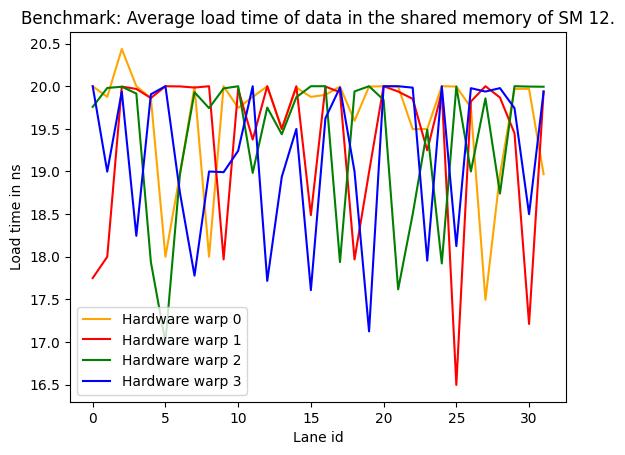 Benchmark: Average load time of data in the shared memory of SM 12.
Load time in ns
20.5
20.0
19.5
19.0
18.5
18.0
17.5
17.0
16.5
Hardware warp 0
Hardware warp 1
Hardware warp 2
Hardware warp 3
0 5 10 15 20 25 30
Lane id